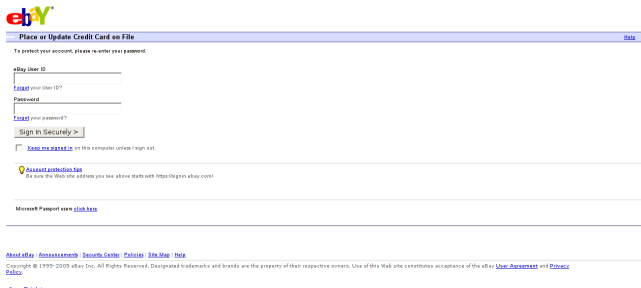 ebY
Place or Update Credit Card on File Help
To protect your account, please re-enter your password.
eBay User ID
Forgot your User ID?
Password
Forgot your password?
Sign In Securely >
Keep me signed in on this computer unless I sign out.
Account protection tips
Be sure the Web site address you see above starts with https://signin.ebay.com/
Microsoft Passport users click here.
About eBay | Announcements | Security Center | Policies | Site Map | Help
Copyright © 1995-2005 eBay Inc. All Rights Reserved. Designated trademarks and brands are the property of their respective owners. Use of this Web site constitutes acceptance of the eBay User Agreement and Privacy
Policy.